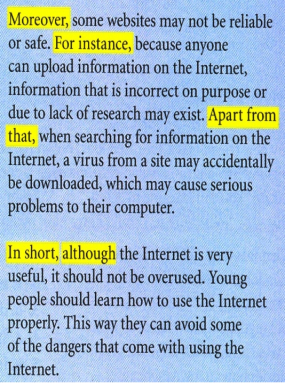 Moreover, some websites may not be reliable
or safe. For instance, because anyone
can upload information on the Internet,
information that is incorrect on purpose or
due to lack of research may exist. Apart from
that, when searching for information on the
Internet, a virus from a site may accidentally
be downloaded, which may cause serious
problems to their computer.
In short, although the Internet is very
useful, it should not be overused. Young
people should learn how to use the Internet
properly. This way they can avoid some
of the dangers that come with using the
Internet.